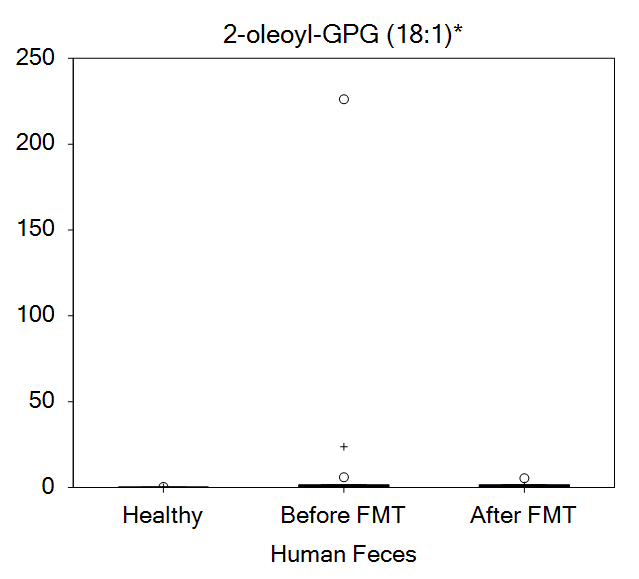 2-oleoyl-GPG (18:1)*
250
200
150
100
50
0
Healthy
Before FMT
After FMT
Human Feces